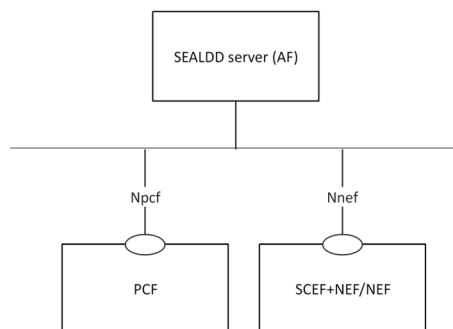 SEALDD server (AF)
Npcf
Nnef
PCF
SCEF+NEF/NEF